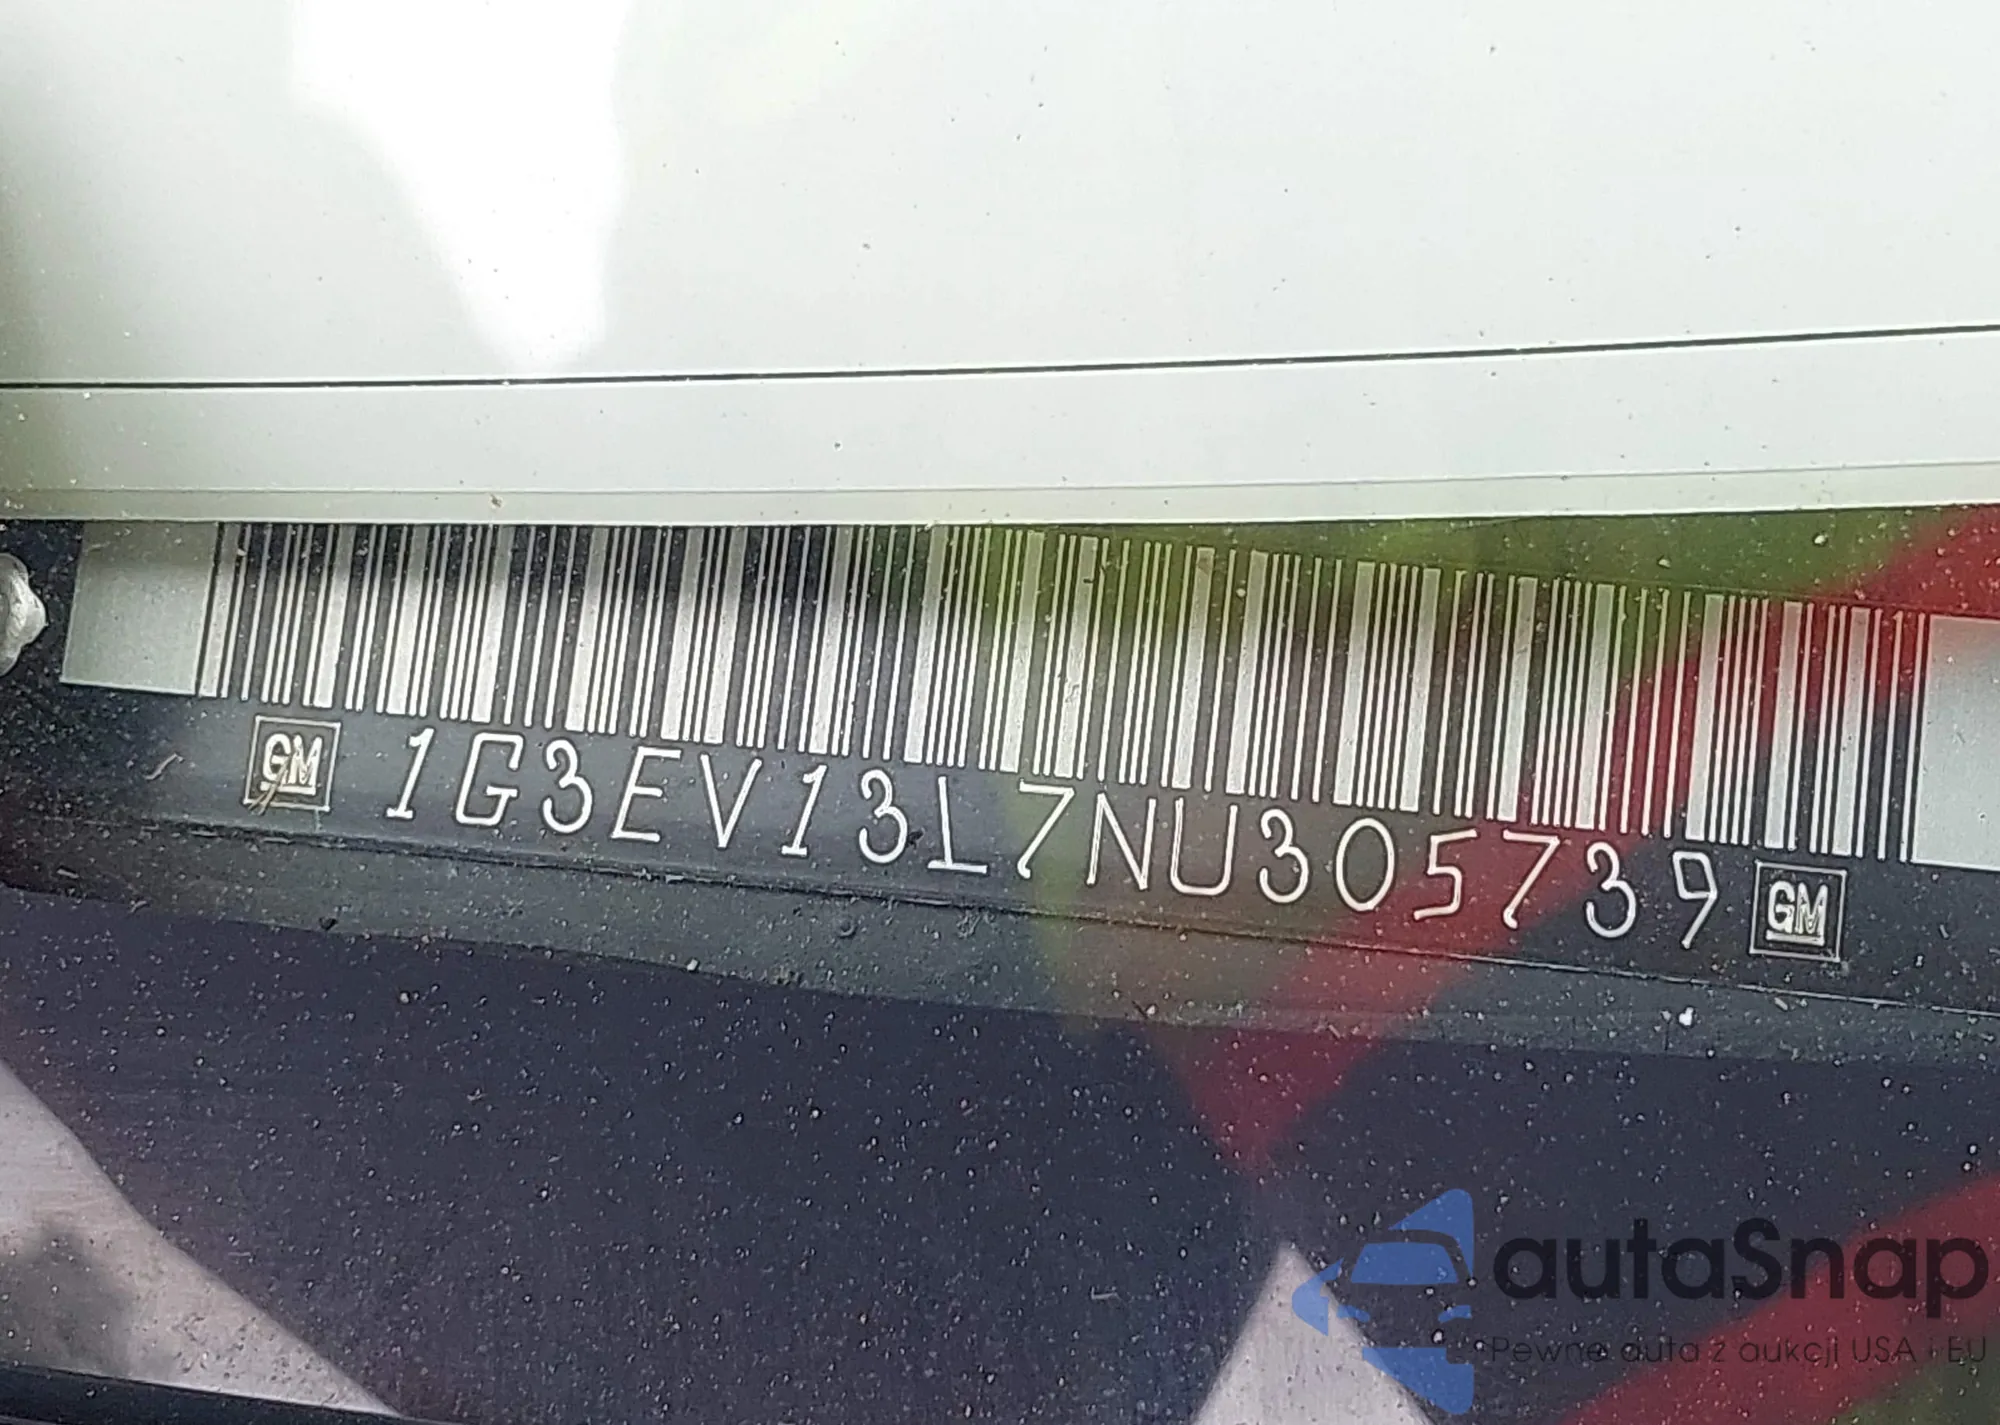 GM 1G3EV13L7NU305739 GM
autaSnap
Pewne auta z aukcji USA i EU